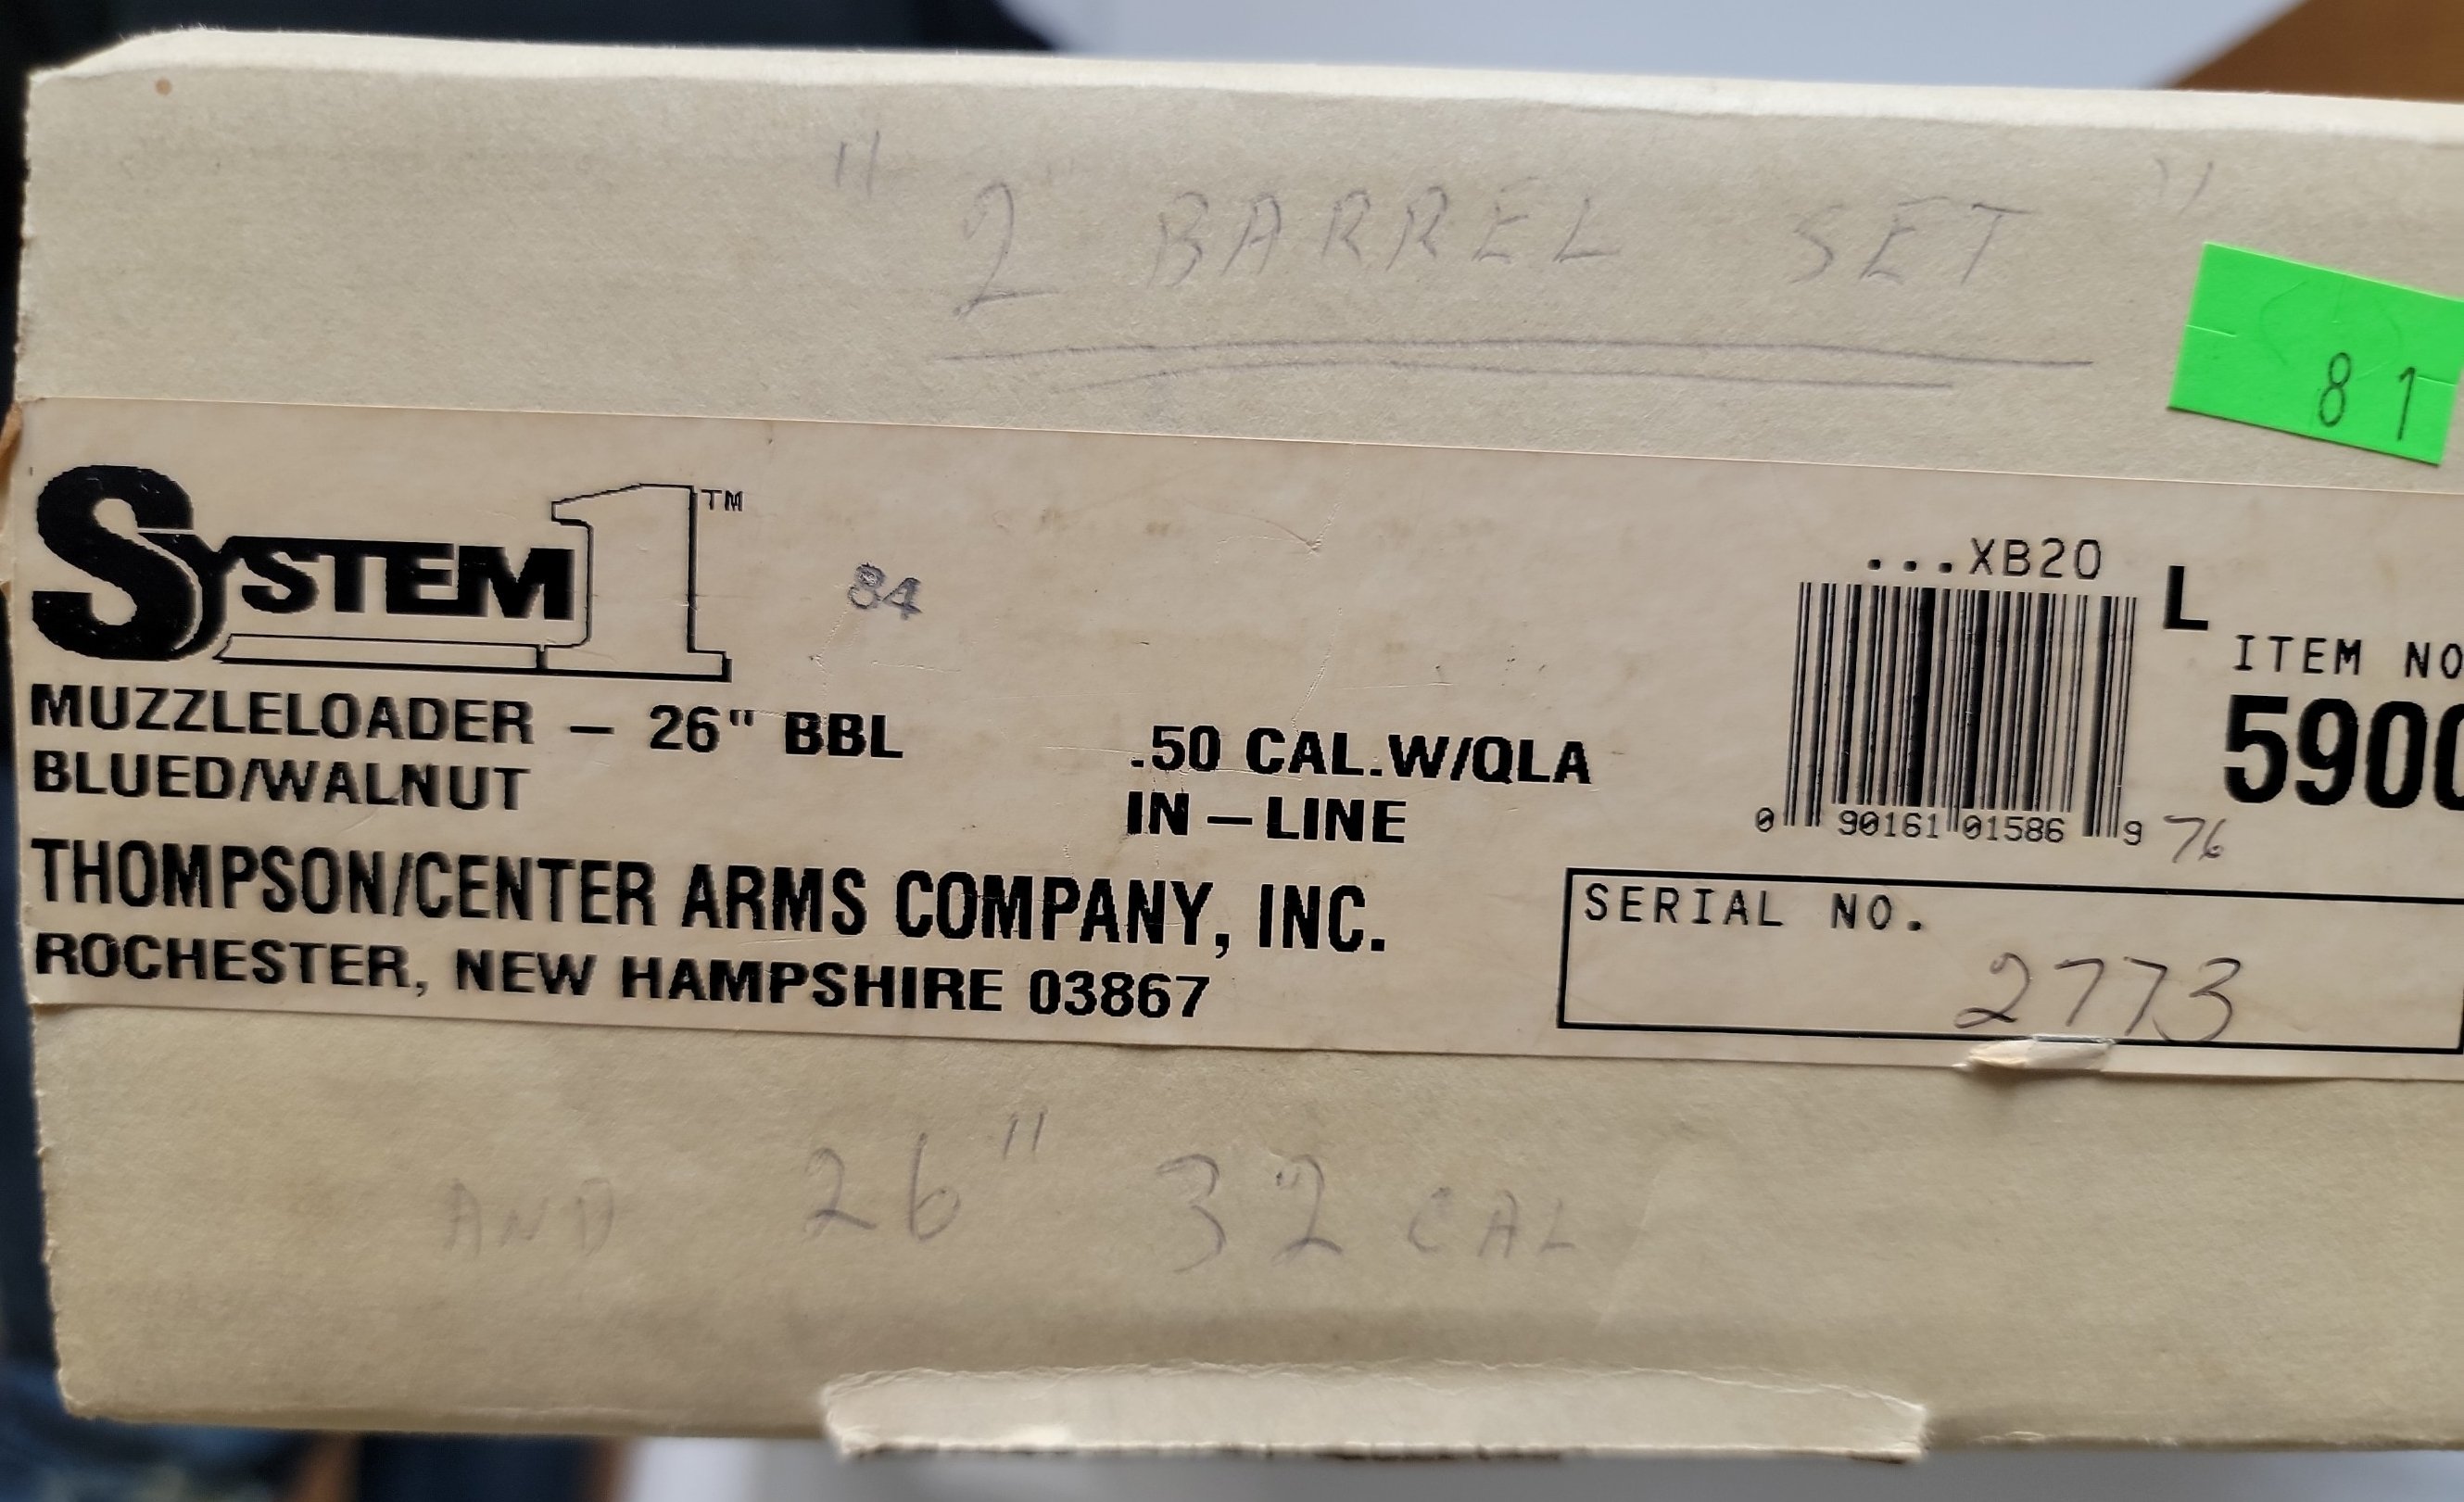 " 2 BARREL SET "
81
SYSTEM1™
84
MUZZLELOADER — 26" BBL
BLUED/WALNUT
.50 CAL.W/QLA
IN—LINE
THOMPSON/CENTER ARMS COMPANY, INC.
ROCHESTER, NEW HAMPSHIRE 03867
...XB20
L
0 90161 01586 9
76
ITEM NO
5900
SERIAL NO.
2773
AND 26" 32 CAL